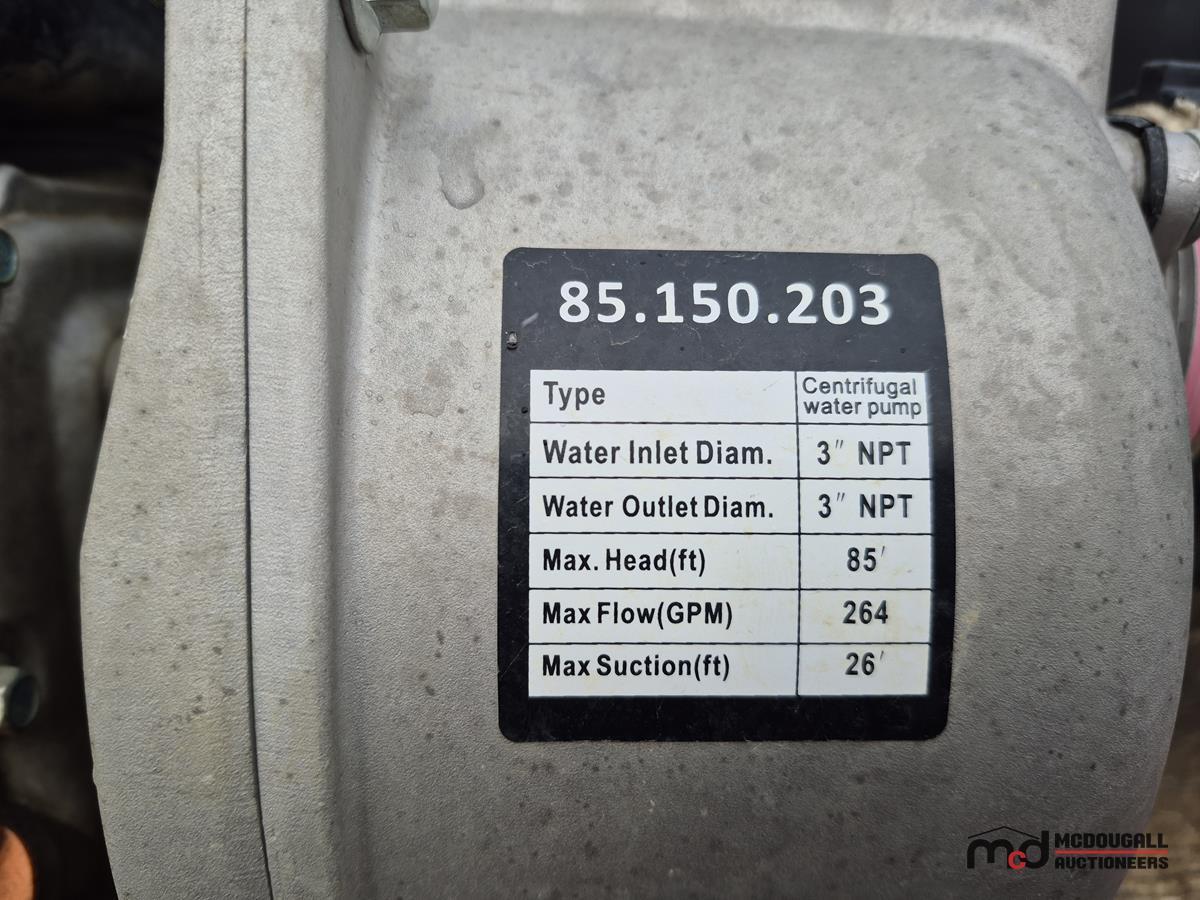 85.150.203
Type Centrifugal water pump
Water Inlet Diam. 3" NPT
Water Outlet Diam. 3" NPT
Max. Head(ft) 85'
Max Flow(GPM) 264
Max Suction(ft) 26'
mcd MCDOUGALL
AUCTIONEERS